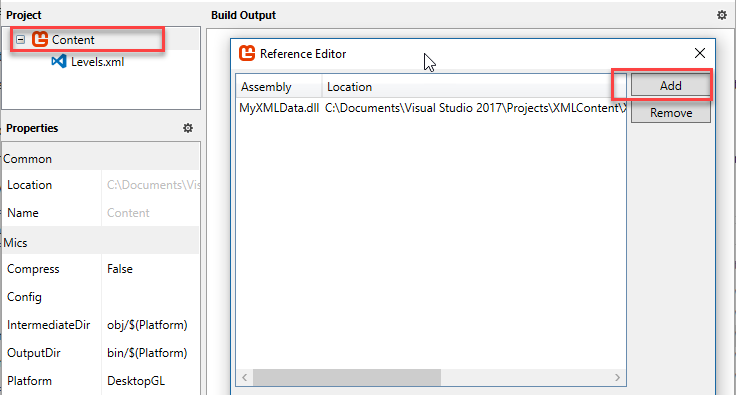 Project
Content
Levels.xml
Properties
Common
Location C:\Documents\Vis
Name Content
Mics
Compress False
Config
IntermediateDir obj/$(Platform)
OutputDir bin/$(Platform)
Platform DesktopGL
Build Output
Reference Editor
Assembly Location
MyXMLData.dll C:\Documents\Visual Studio 2017\Projects\XMLContent\X
Add
Remove